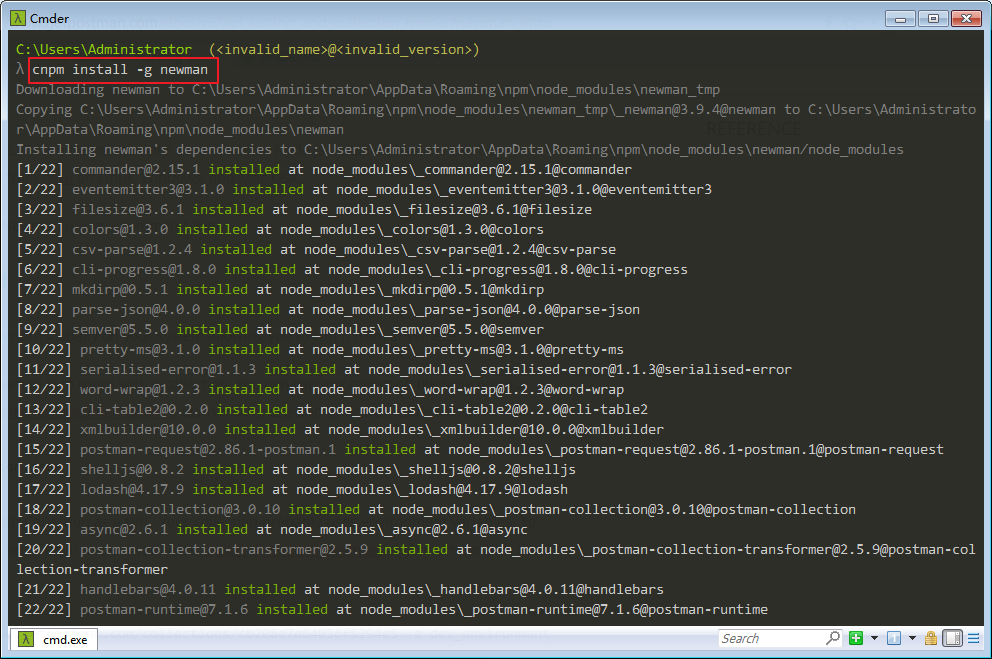 Cmder
C:\Users\Administrator (<invalid_name>@<invalid_version>)
λ cnpm install -g newman
Downloading newman to C:\Users\Administrator\AppData\Roaming\npm\node_modules\newman_tmp
Copying C:\Users\Administrator\AppData\Roaming\npm\node_modules\newman_tmp\_newman@3.9.4@newman to C:\Users\Administrato
r\AppData\Roaming\npm\node_modules\newman
Installing newman's dependencies to C:\Users\Administrator\AppData\Roaming\npm\node_modules\newman/node_modules
[1/22] commander@2.15.1 installed at node_modules\_commander@2.15.1@commander
[2/22] eventemitter3@3.1.0 installed at node_modules\_eventemitter3@3.1.0@eventemitter3
[3/22] filesize@3.6.1 installed at node_modules\_filesize@3.6.1@filesize
[4/22] colors@1.3.0 installed at node_modules\_colors@1.3.0@colors
[5/22] csv-parse@1.2.4 installed at node_modules\_csv-parse@1.2.4@csv-parse
[6/22] cli-progress@1.8.0 installed at node_modules\_cli-progress@1.8.0@cli-progress
[7/22] mkdirp@0.5.1 installed at node_modules\_mkdirp@0.5.1@mkdirp
[8/22] parse-json@4.0.0 installed at node_modules\_parse-json@4.0.0@parse-json
[9/22] semver@5.5.0 installed at node_modules\_semver@5.5.0@semver
[10/22] pretty-ms@3.1.0 installed at node_modules\_pretty-ms@3.1.0@pretty-ms
[11/22] serialised-error@1.1.3 installed at node_modules\_serialised-error@1.1.3@serialised-error
[12/22] word-wrap@1.2.3 installed at node_modules\_word-wrap@1.2.3@word-wrap
[13/22] cli-table2@0.2.0 installed at node_modules\_cli-table2@0.2.0@cli-table2
[14/22] xmlbuilder@10.0.0 installed at node_modules\_xmlbuilder@10.0.0@xmlbuilder
[15/22] postman-request@2.86.1-postman.1 installed at node_modules\_postman-request@2.86.1-postman.1@postman-request
[16/22] shelljs@0.8.2 installed at node_modules\_shelljs@0.8.2@shelljs
[17/22] lodash@4.17.9 installed at node_modules\_lodash@4.17.9@lodash
[18/22] postman-collection@3.0.10 installed at node_modules\_postman-collection@3.0.10@postman-collection
[19/22] async@2.6.1 installed at node_modules\_async@2.6.1@async
[20/22] postman-collection-transformer@2.5.9 installed at node_modules\_postman-collection-transformer@2.5.9@postman-col
lection-transformer
[21/22] handlebars@4.0.11 installed at node_modules\_handlebars@4.0.11@handlebars
[22/22] postman-runtime@7.1.6 installed at node_modules\_postman-runtime@7.1.6@postman-runtime
cmd.exe
Search